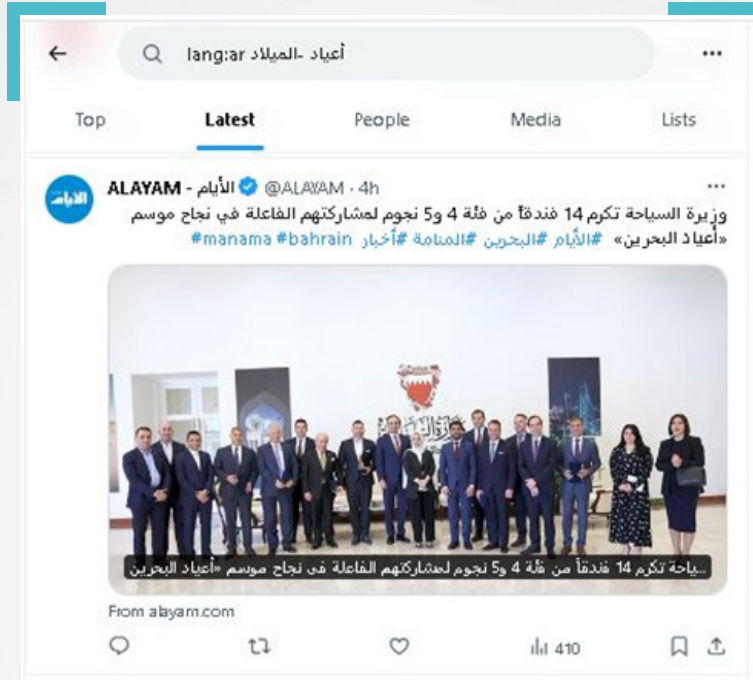 أعياد -الميلاد lang:ar
Top Latest People Media Lists
ALAYAM - الأيام @ALAYAM · 4h
وزيرة السياحة تكرم 14 فندقاً من فئة 4 و5 نجوم لمشاركتهم الفاعلة في نجاح موسم
«أعياد البحرين» #الأيام #البحرين #المنامة #أخبار #manama #bahrain
...ياحة تكرم 14 فندقاً من فئة 4 و5 نجوم لمشاركتهم الفاعلة في نجاح موسم «أعياد البحرين
From alayam.com
410